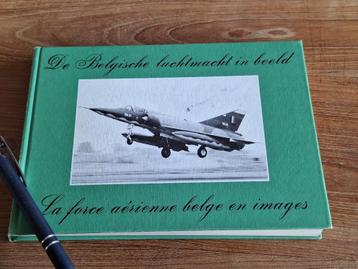 De Belgische luchtmacht in beeld
La force aérienne belge en images